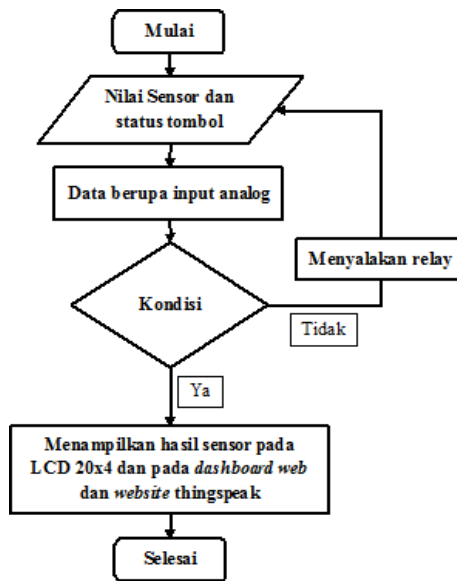 Mulai
Nilai Sensor dan
status tombol
Data berupa input analog
Menyalakan relay
Kondisi
Tidak
Ya
Menampilkan hasil sensor pada
LCD 20x4 dan pada dashboard web
dan website thingspeak
Selesai